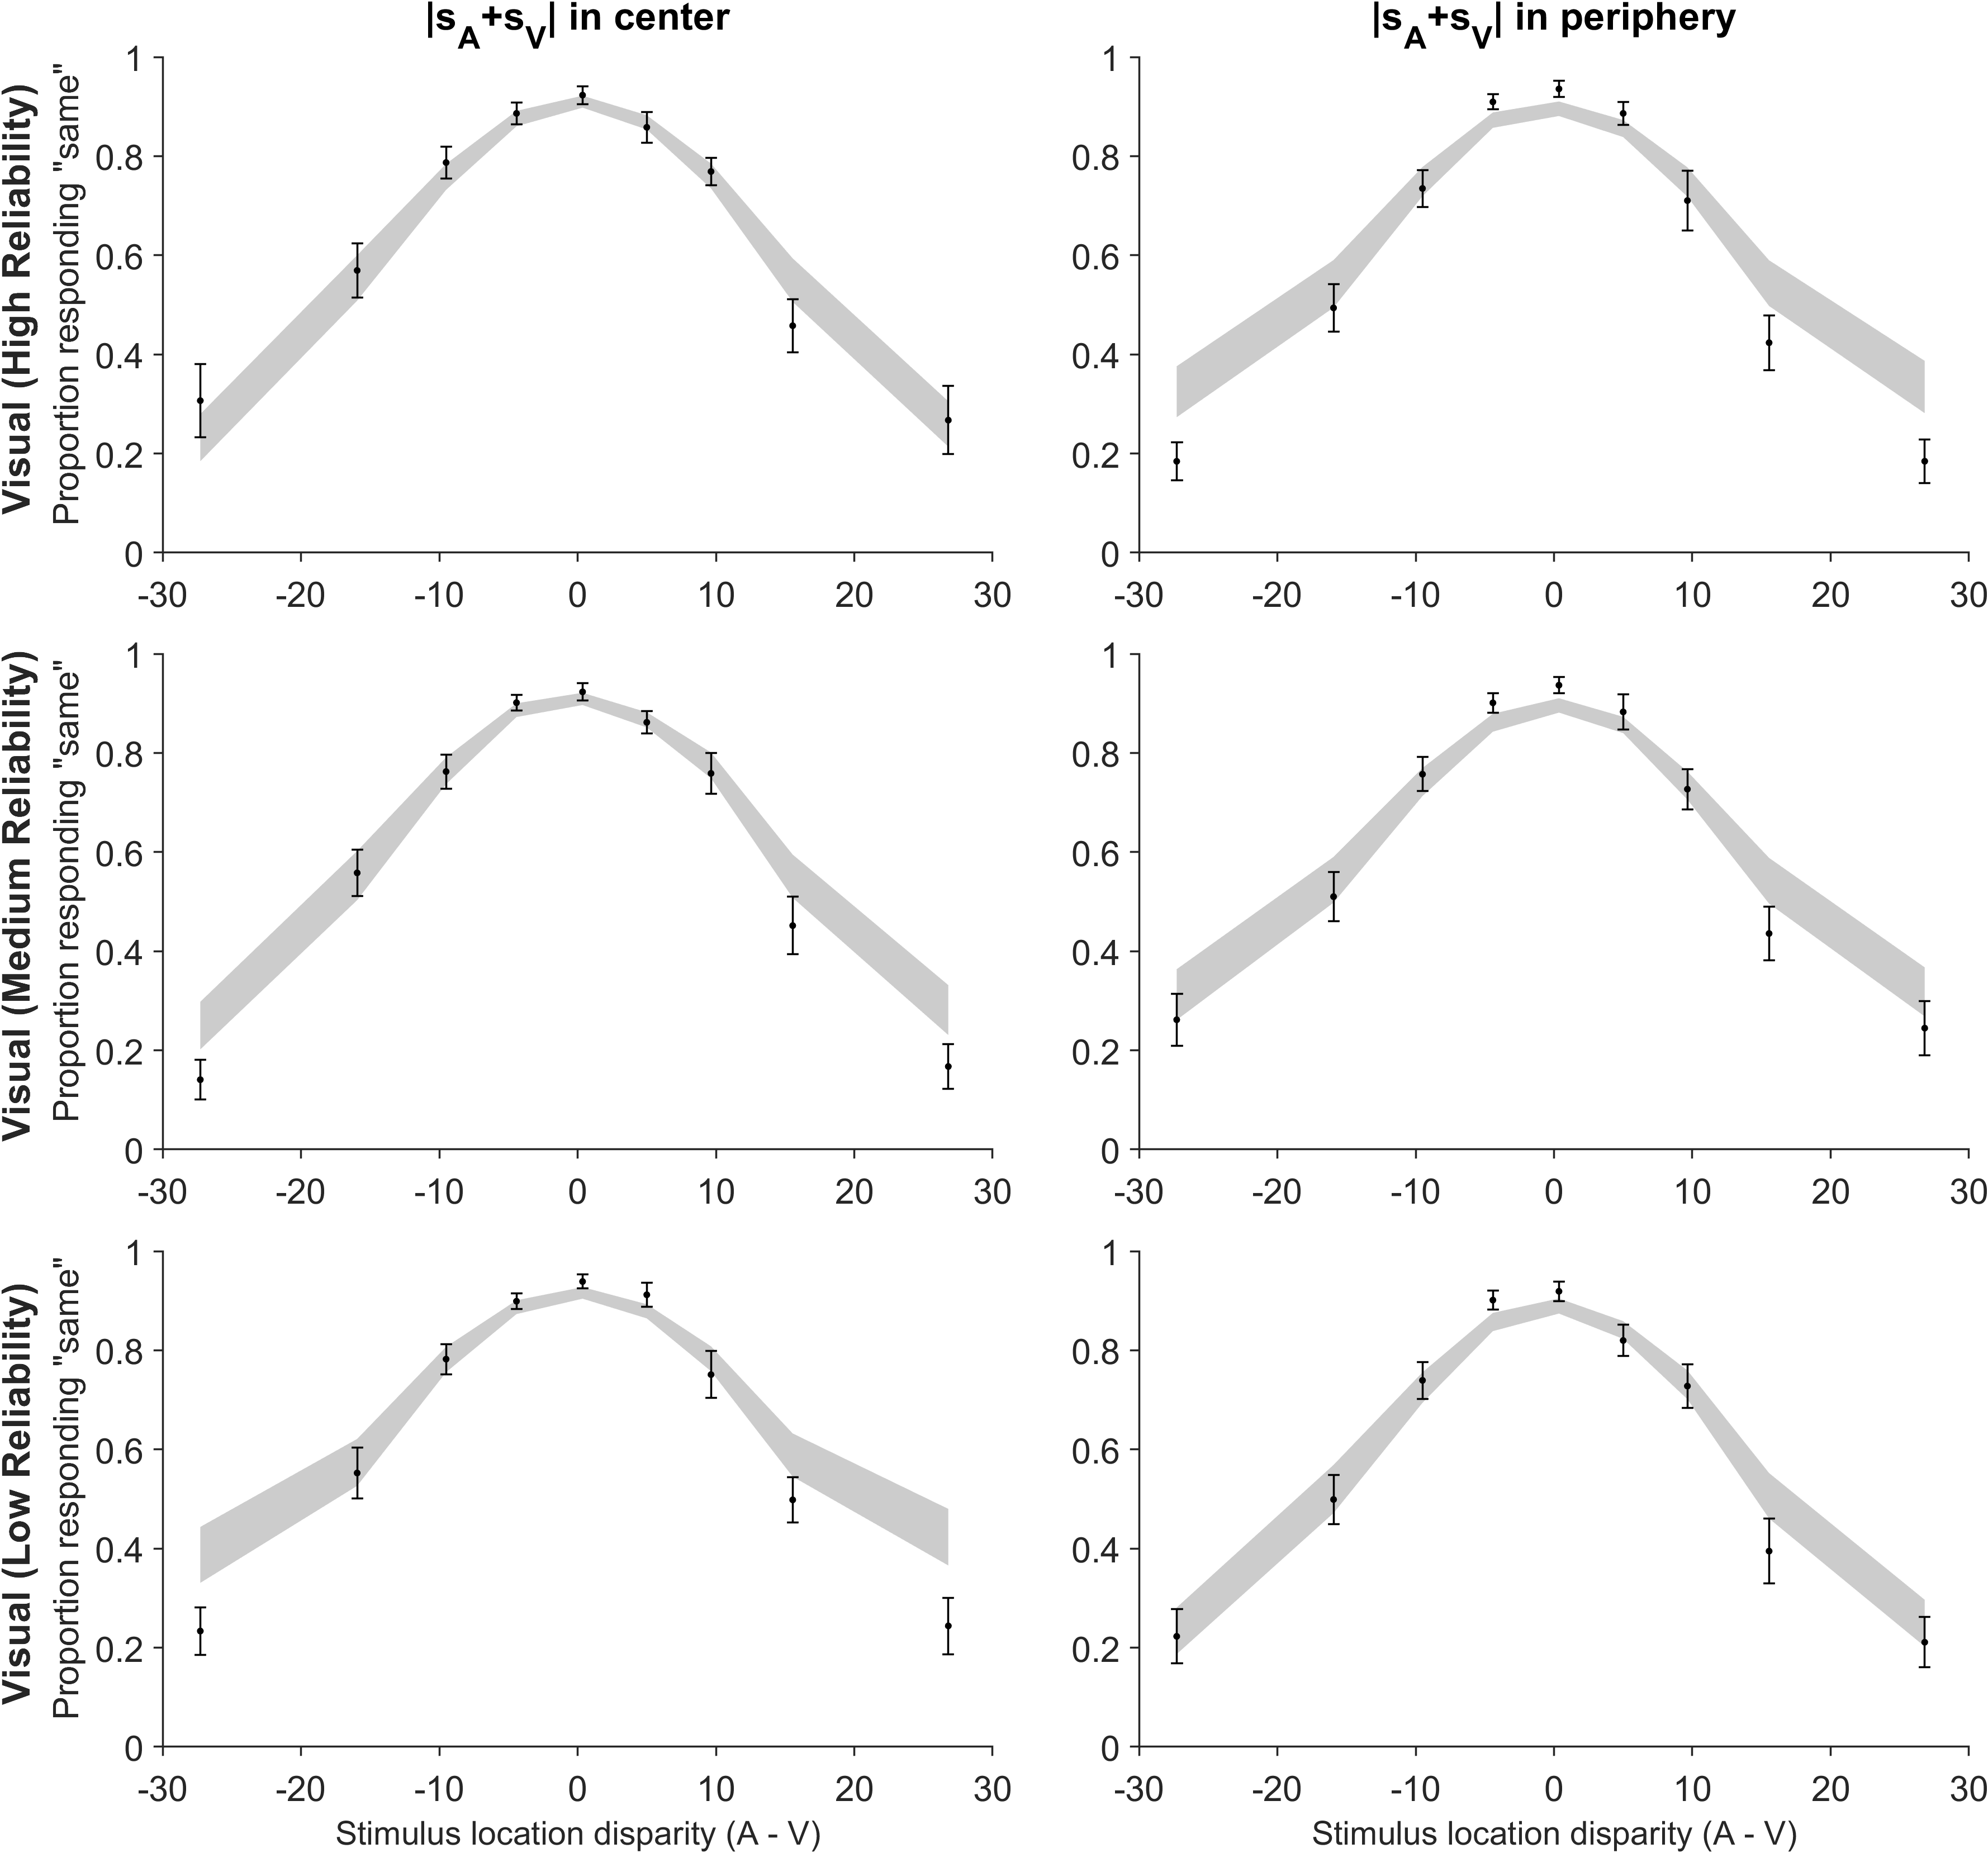 |sA+sV| in center
|sA+sV| in periphery
Visual (High Reliability)
Proportion responding "same"
1
0.8
0.6
0.4
0.2
0
-30 -20 -10 0 10 20 30
1
0.8
0.6
0.4
0.2
0
-30 -20 -10 0 10 20 30
Visual (Medium Reliability)
Proportion responding "same"
1
0.8
0.6
0.4
0.2
0
-30 -20 -10 0 10 20 30
1
0.8
0.6
0.4
0.2
0
-30 -20 -10 0 10 20 30
Visual (Low Reliability)
Proportion responding "same"
1
0.8
0.6
0.4
0.2
0
-30 -20 -10 0 10 20 30
Stimulus location disparity (A - V)
1
0.8
0.6
0.4
0.2
0
-30 -20 -10 0 10 20 30
Stimulus location disparity (A - V)